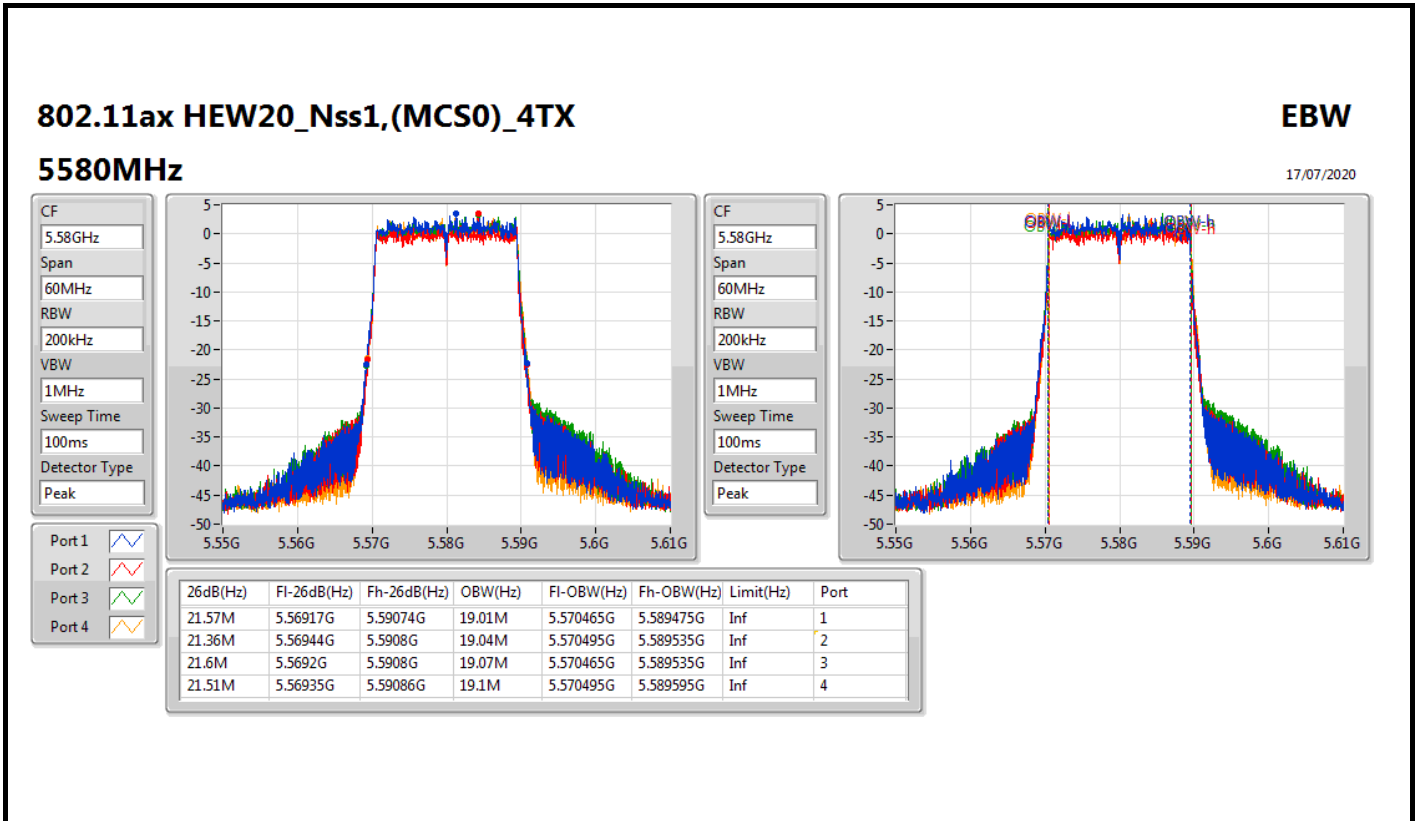 802.11ax HEW20_Nss1,(MCS0)_4TX
EBW
5580MHz
17/07/2020
CF
5.58GHz
Span
60MHz
RBW
200kHz
VBW
1MHz
Sweep Time
100ms
Detector Type
Peak
5
0
-5
-10
-15
-20
-25
-30
-35
-40
-45
-50
5.55G 5.56G 5.57G 5.58G 5.59G 5.6G 5.61G
CF
5.58GHz
Span
60MHz
RBW
200kHz
VBW
1MHz
Sweep Time
100ms
Detector Type
Peak
5
0
-5
-10
-15
-20
-25
-30
-35
-40
-45
-50
OBW-h
5.55G 5.56G 5.57G 5.58G 5.59G 5.6G 5.61G
Port 1
Port 2
Port 3
Port 4
26dB(Hz) Fl-26dB(Hz) Fh-26dB(Hz) OBW(Hz) Fl-OBW(Hz) Fh-OBW(Hz) Limit(Hz) Port
21.57M 5.56917G 5.59074G 19.01M 5.570465G 5.589475G Inf 1
21.36M 5.56944G 5.5908G 19.04M 5.570495G 5.589535G Inf 2
21.6M 5.5692G 5.5908G 19.07M 5.570465G 5.589535G Inf 3
21.51M 5.56935G 5.59086G 19.1M 5.570495G 5.589595G Inf 4